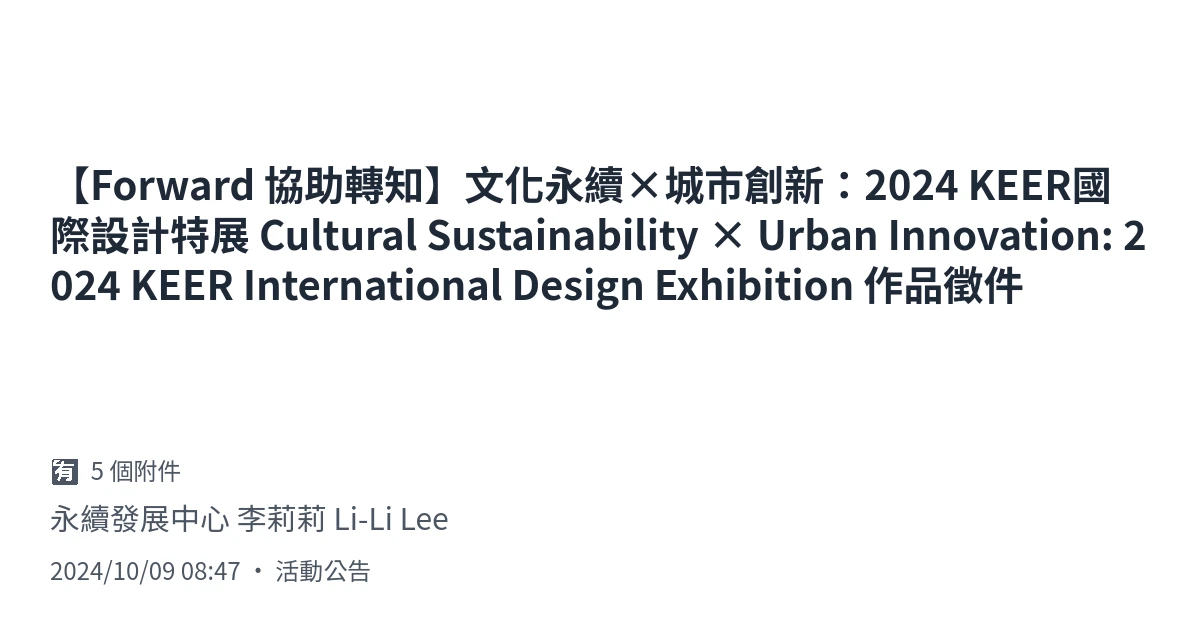 【Forward 協助轉知】文化永續×城市創新：2024 KEER國
際設計特展 Cultural Sustainability × Urban Innovation: 2
024 KEER International Design Exhibition 作品徵件
🈶 5 個附件
永續發展中心 李莉莉 Li-Li Lee
2024/10/09 08:47 ・ 活動公告